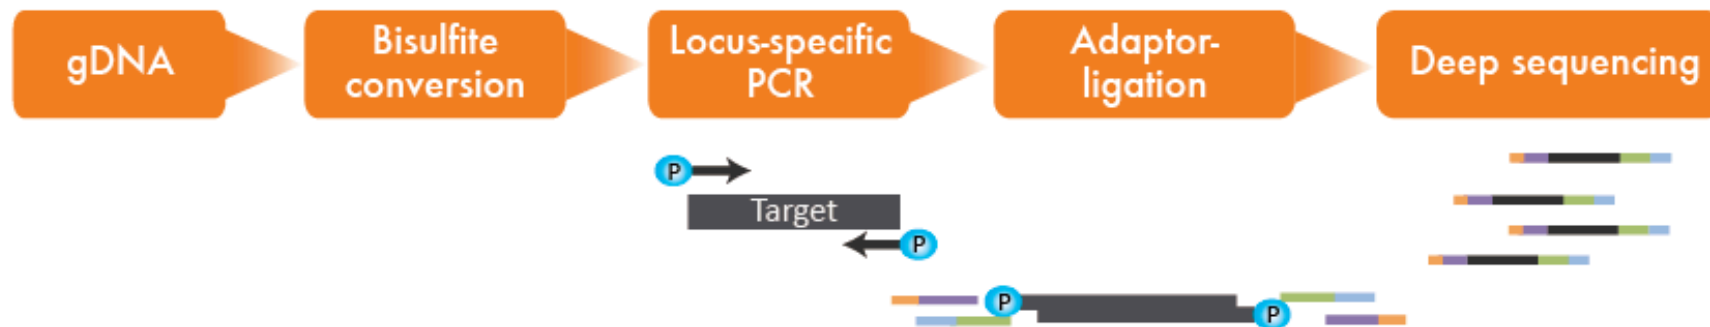 gDNA
Bisulfite
conversion
Locus-specific
PCR
Adaptor-
ligation
Deep sequencing
P
Target
P
P
P